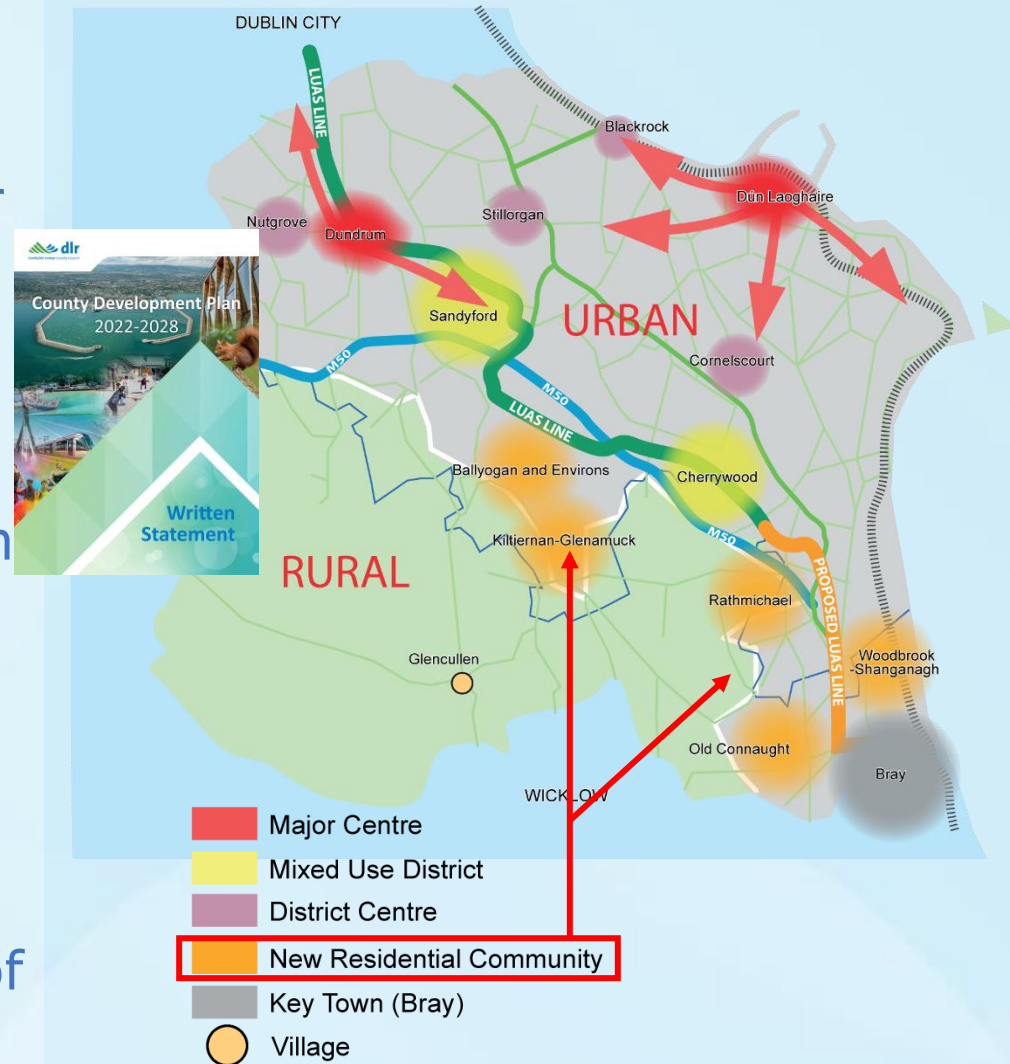 DUBLIN CITY
LUAS LINE
Blackrock
Dún Laoghaire
Nutgrove
Stillorgan
Dundrum
dlr
County Development Plan
2022-2028
Written
Statement
Sandyford
URBAN
Cornelscourt
M50
M50
LUAS LINE
Ballyogan and Environs
Cherrywood
Kiltiernan-Glenamuck
M50
RURAL
Rathmichael
PROPOSED LUAS LINE
Glencullen
Woodbrook
-Shanganagh
Old Connaught
Bray
WICKLOW
Major Centre
Mixed Use District
District Centre
New Residential Community
of
Key Town (Bray)
Village